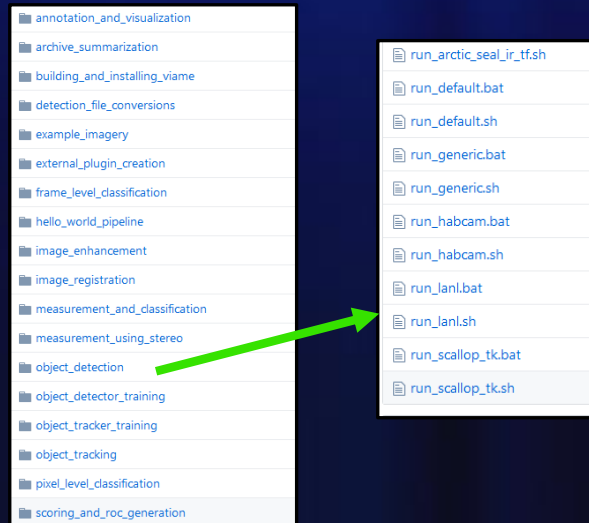 annotation_and_visualization
archive_summarization
building_and_installing_viame
detection_file_conversions
example_imagery
external_plugin_creation
frame_level_classification
hello_world_pipeline
image_enhancement
image_registration
measurement_and_classification
measurement_using_stereo
object_detection
object_detector_training
object_tracker_training
object_tracking
pixel_level_classification
scoring_and_roc_generation
run_arctic_seal_ir_tf.sh
run_default.bat
run_default.sh
run_generic.bat
run_generic.sh
run_habcam.bat
run_habcam.sh
run_lanl.bat
run_lanl.sh
run_scallop_tk.bat
run_scallop_tk.sh